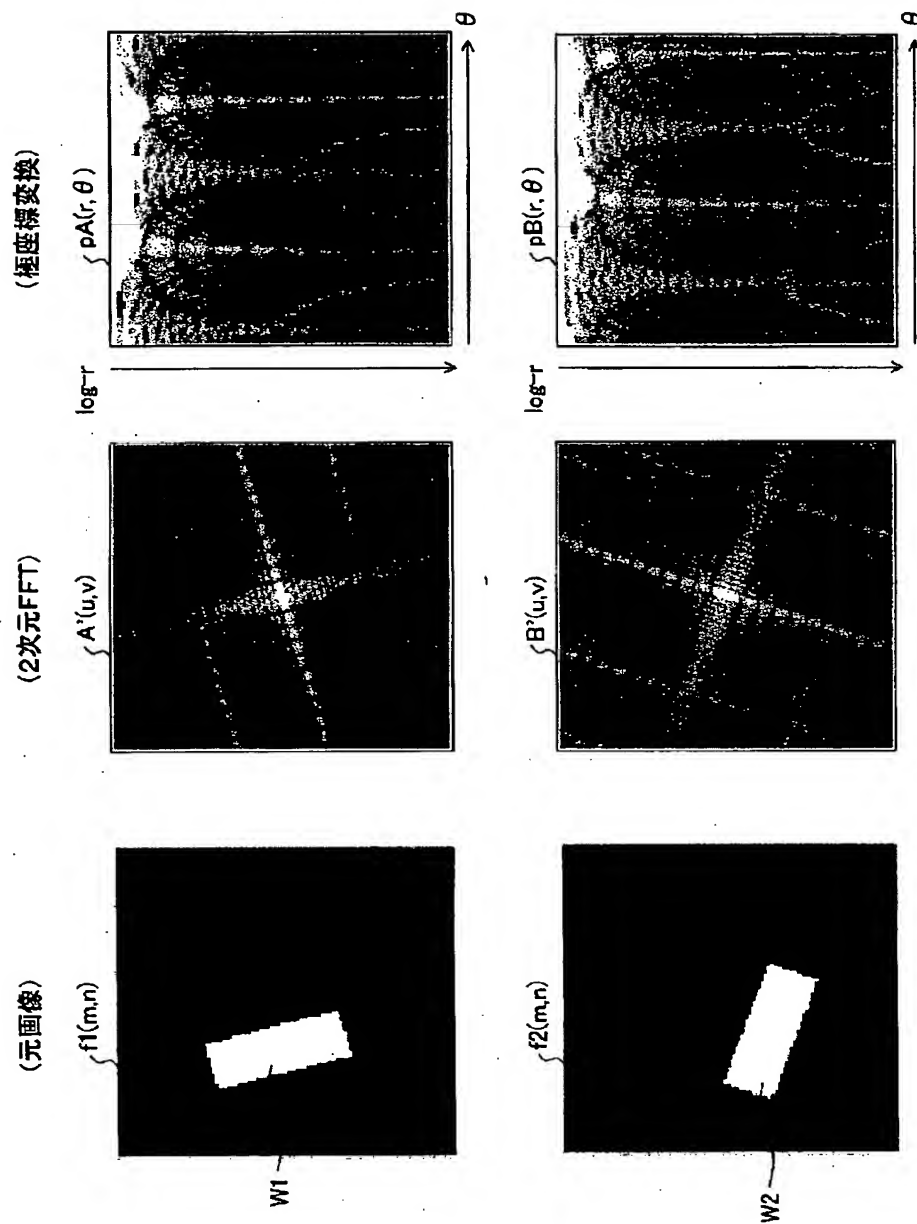 (元画像)
(2次元FFT)
(極座標変換)
f1(m,n)
A'(u,v)
pA(r, θ)
W1
log-r
θ
f2(m,n)
B'(u,v)
pB(r, θ)
W2
log-r
θ